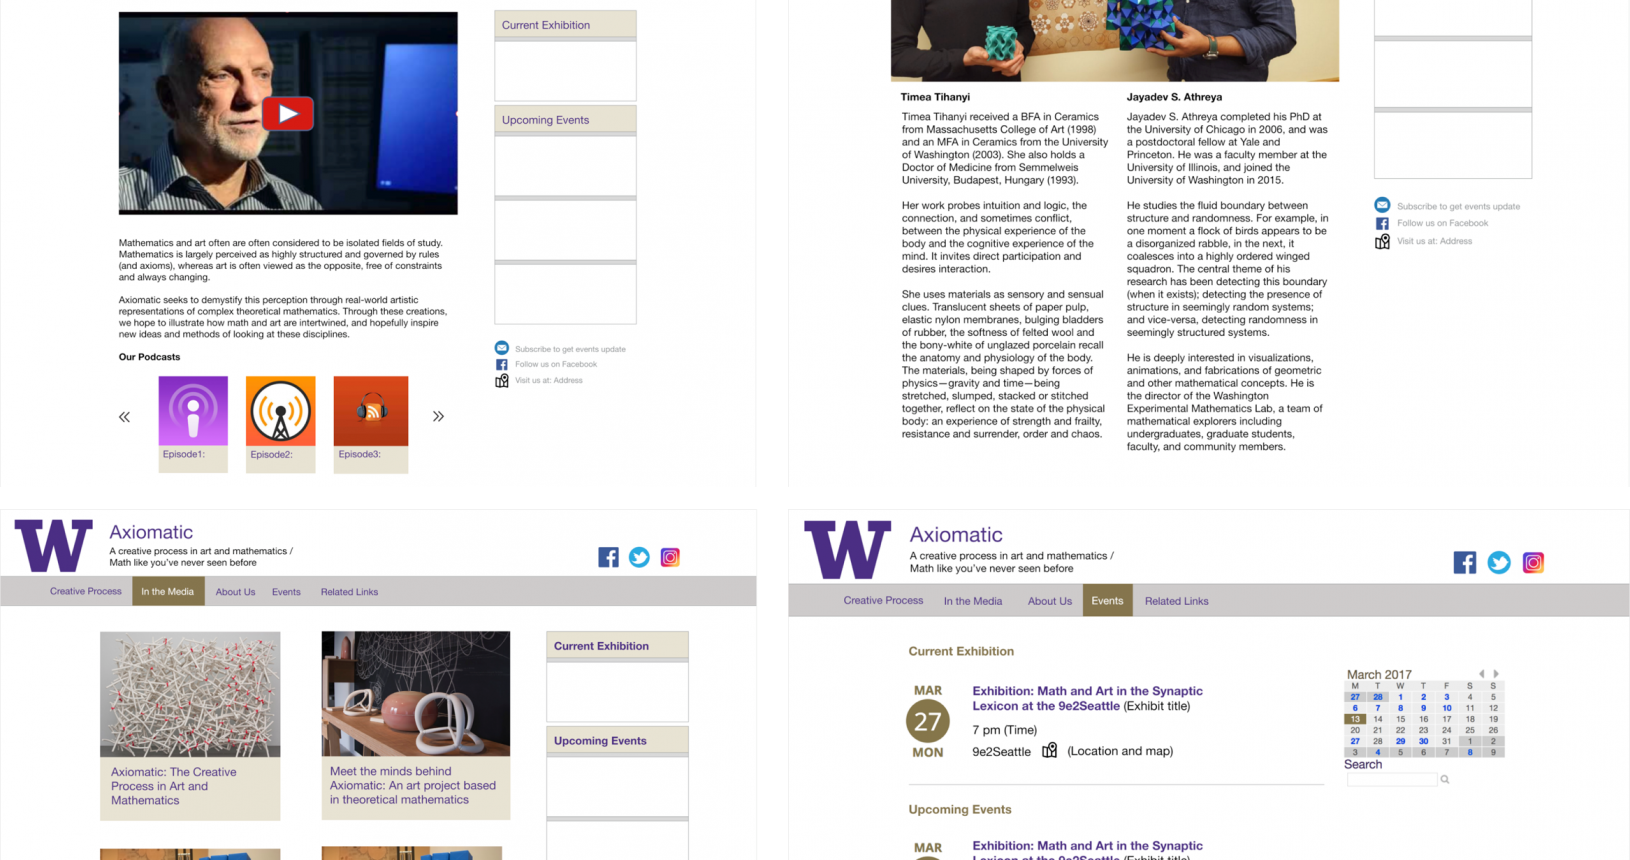 Current Exhibition
Upcoming Events
Mathematics and art often are often considered to be isolated fields of study.
Mathematics is largely perceived as highly structured and governed by rules
(and axioms), whereas art is often viewed as the opposite, free of constraints
and always changing.
Axiomatic seeks to demystify this perception through real-world artistic
representations of complex theoretical mathematics. Through these creations,
we hope to illustrate how math and art are intertwined, and hopefully inspire
new ideas and methods of looking at these disciplines.
Our Podcasts
Episode1:
Episode2:
Episode3:
Subscribe to get events update
Follow us on Facebook
Visit us at: Address
Timea Tihanyi
Timea Tihanyi received a BFA in Ceramics
from Massachusetts College of Art (1998)
and an MFA in Ceramics from the University
of Washington (2003). She also holds a
Doctor of Medicine from Semmelweis
University, Budapest, Hungary (1993).
Her work probes intuition and logic, the
connection, and sometimes conflict,
between the physical experience of the
body and the cognitive experience of the
mind. It invites direct participation and
desires interaction.
She uses materials as sensory and sensual
clues. Translucent sheets of paper pulp,
elastic nylon membranes, bulging bladders
of rubber, the softness of felted wool and
the bony-white of unglazed porcelain recall
the anatomy and physiology of the body.
The materials, being shaped by forces of
physics—gravity and time—being
stretched, slumped, stacked or stitched
together, reflect on the state of the physical
body: an experience of strength and frailty,
resistance and surrender, order and chaos.
Jayadev S. Athreya
Jayadev S. Athreya completed his PhD at
the University of Chicago in 2006, and was
a postdoctoral fellow at Yale and
Princeton. He was a faculty member at the
University of Illinois, and joined the
University of Washington in 2015.
He studies the fluid boundary between
structure and randomness. For example, in
one moment a flock of birds appears to be
a disorganized rabble, in the next, it
coalesces into a highly ordered winged
squadron. The central theme of his
research has been detecting this boundary
(when it exists); detecting the presence of
structure in seemingly random systems;
and vice-versa, detecting randomness in
seemingly structured systems.
He is deeply interested in visualizations,
animations, and fabrications of geometric
and other mathematical concepts. He is
the director of the Washington
Experimental Mathematics Lab, a team of
mathematical explorers including
undergraduates, graduate students,
faculty, and community members.
Subscribe to get events update
Follow us on Facebook
Visit us at: Address
W
Axiomatic
A creative process in art and mathematics /
Math like you've never seen before
Creative Process In the Media About Us Events Related Links
Axiomatic: The Creative
Process in Art and
Mathematics
Meet the minds behind
Axiomatic: An art project based
in theoretical mathematics
Current Exhibition
Upcoming Events
W
Axiomatic
A creative process in art and mathematics /
Math like you've never seen before
Creative Process In the Media About Us Events Related Links
Current Exhibition
MAR
27
MON
Exhibition: Math and Art in the Synaptic
Lexicon at the 9e2Seattle (Exhibit title)
7 pm (Time)
9e2Seattle (Location and map)
March 2017
M T W T F S S
27 28 1 2 3 4 5
6 7 8 9 10 11 12
13 14 15 16 17 18 19
20 21 22 23 24 25 26
27 28 29 30 31 1 2
3 4 5 6 7 8 9
Search
Upcoming Events
MAR
Exhibition: Math and Art in the Synaptic
Lexicon at the 9e2Seattle (Exhibit title)